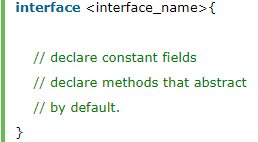 interface <interface_name>{
// declare constant fields
// declare methods that abstract
// by default.
}